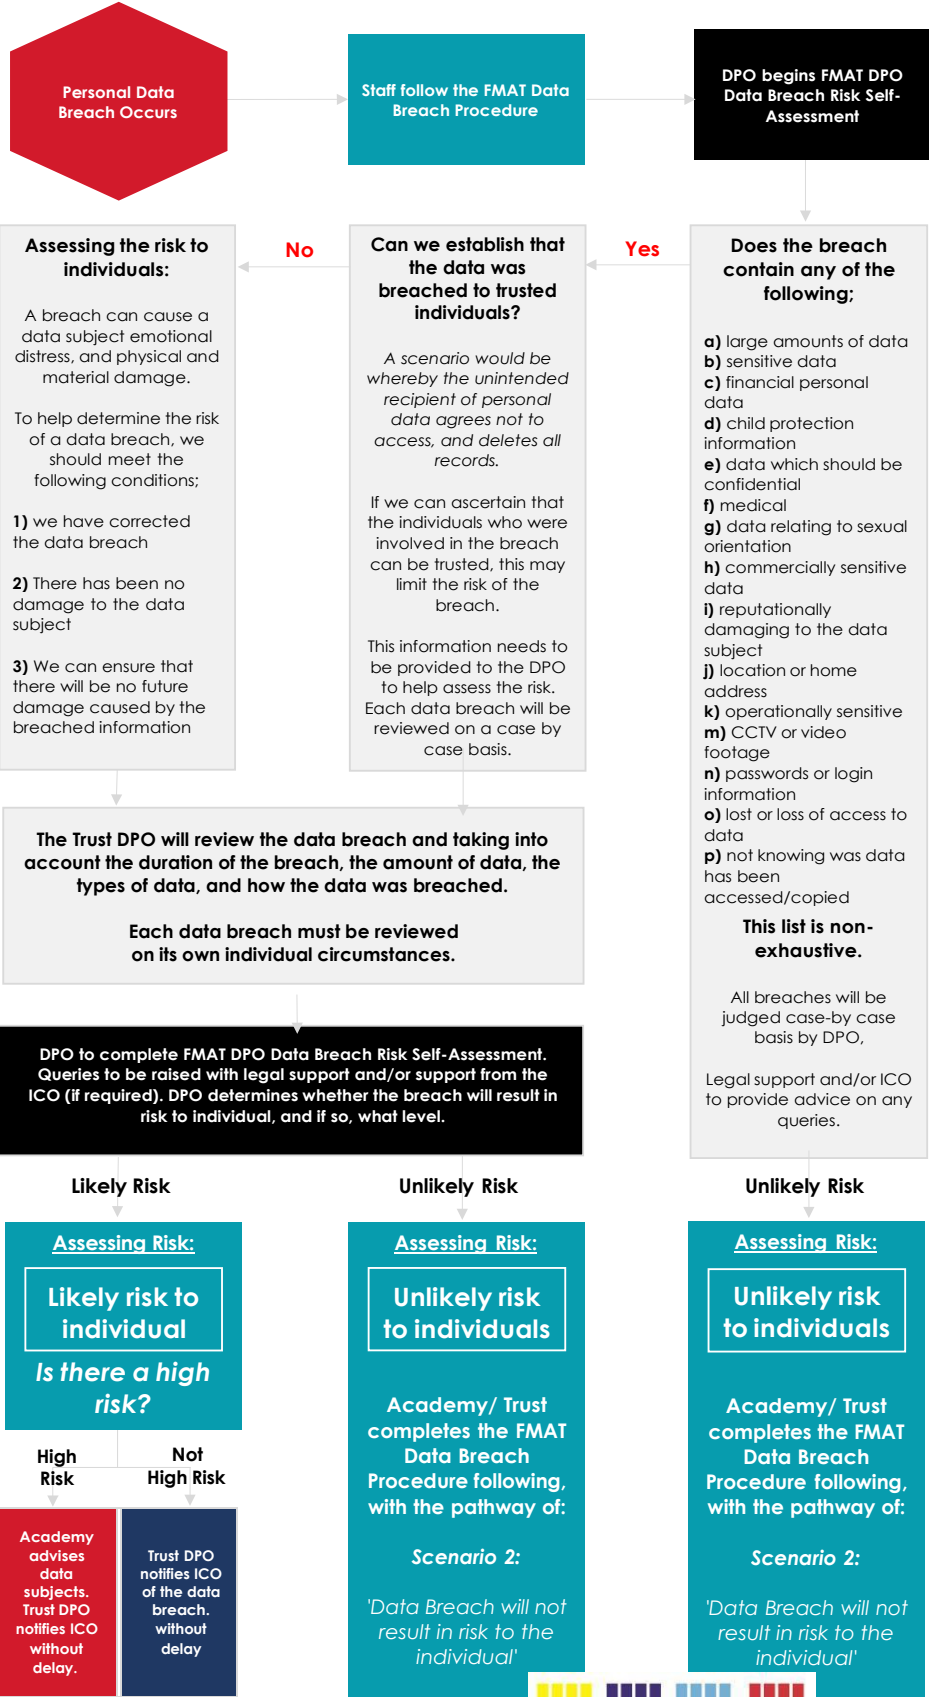 Personal Data
Breach Occurs
Staff follow the FMAT Data
Breach Procedure
DPO begins FMAT DPO
Data Breach Risk Self-
Assessment
Does the breach
contain any of the
following;
a) large amounts of data
b) sensitive data
c) financial personal
data
d) child protection
information
e) data which should be
confidential
f) medical
g) data relating to sexual
orientation
h) commercially sensitive
data
i) reputationally
damaging to the data
subject
j) location or home
address
k) operationally sensitive
m) CCTV or video
footage
n) passwords or login
information
o) lost or loss of access to
data
p) not knowing was data
has been
accessed/copied
This list is non-
exhaustive.
All breaches will be
judged case-by case
basis by DPO,
Legal support and/or ICO
to provide advice on any
queries.
Yes
Can we establish that
the data was
breached to trusted
individuals?
A scenario would be
whereby the unintended
recipient of personal
data agrees not to
access, and deletes all
records.
If we can ascertain that
the individuals who were
involved in the breach
can be trusted, this may
limit the risk of the
breach.
This information needs to
be provided to the DPO
to help assess the risk.
Each data breach will be
reviewed on a case by
case basis.
No
Assessing the risk to
individuals:
A breach can cause a
data subject emotional
distress, and physical and
material damage.
To help determine the risk
of a data breach, we
should meet the
following conditions;
1) we have corrected
the data breach
2) There has been no
damage to the data
subject
3) We can ensure that
there will be no future
damage caused by the
breached information
The Trust DPO will review the data breach and taking into
account the duration of the breach, the amount of data, the
types of data, and how the data was breached.
Each data breach must be reviewed
on its own individual circumstances.
DPO to complete FMAT DPO Data Breach Risk Self-Assessment.
Queries to be raised with legal support and/or support from the
ICO (if required). DPO determines whether the breach will result in
risk to individual, and if so, what level.
Likely Risk
Unlikely Risk
Unlikely Risk
Assessing Risk:
Likely risk to
individual
Is there a high
risk?
High
Risk
Not
High Risk
Academy
advises
data
subjects.
Trust DPO
notifies ICO
without
delay.
Trust DPO
notifies ICO
of the data
breach.
without
delay
Assessing Risk:
Unlikely risk
to individuals
Academy/ Trust
completes the FMAT
Data Breach
Procedure following,
with the pathway of:
Scenario 2:
'Data Breach will not
result in risk to the
individual'
Assessing Risk:
Unlikely risk
to individuals
Academy/ Trust
completes the FMAT
Data Breach
Procedure following,
with the pathway of:
Scenario 2:
'Data Breach will not
result in risk to the
individual'